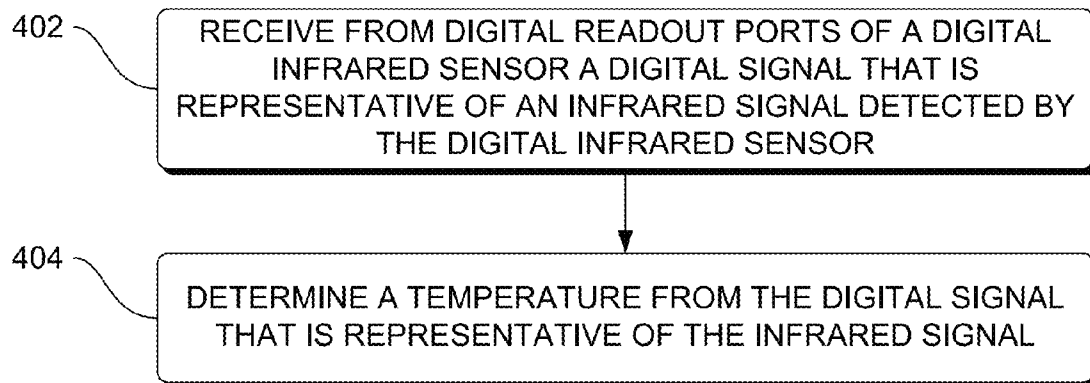 402
RECEIVE FROM DIGITAL READOUT PORTS OF A DIGITAL
INFRARED SENSOR A DIGITAL SIGNAL THAT IS
REPRESENTATIVE OF AN INFRARED SIGNAL DETECTED BY
THE DIGITAL INFRARED SENSOR
404
DETERMINE A TEMPERATURE FROM THE DIGITAL SIGNAL
THAT IS REPRESENTATIVE OF THE INFRARED SIGNAL